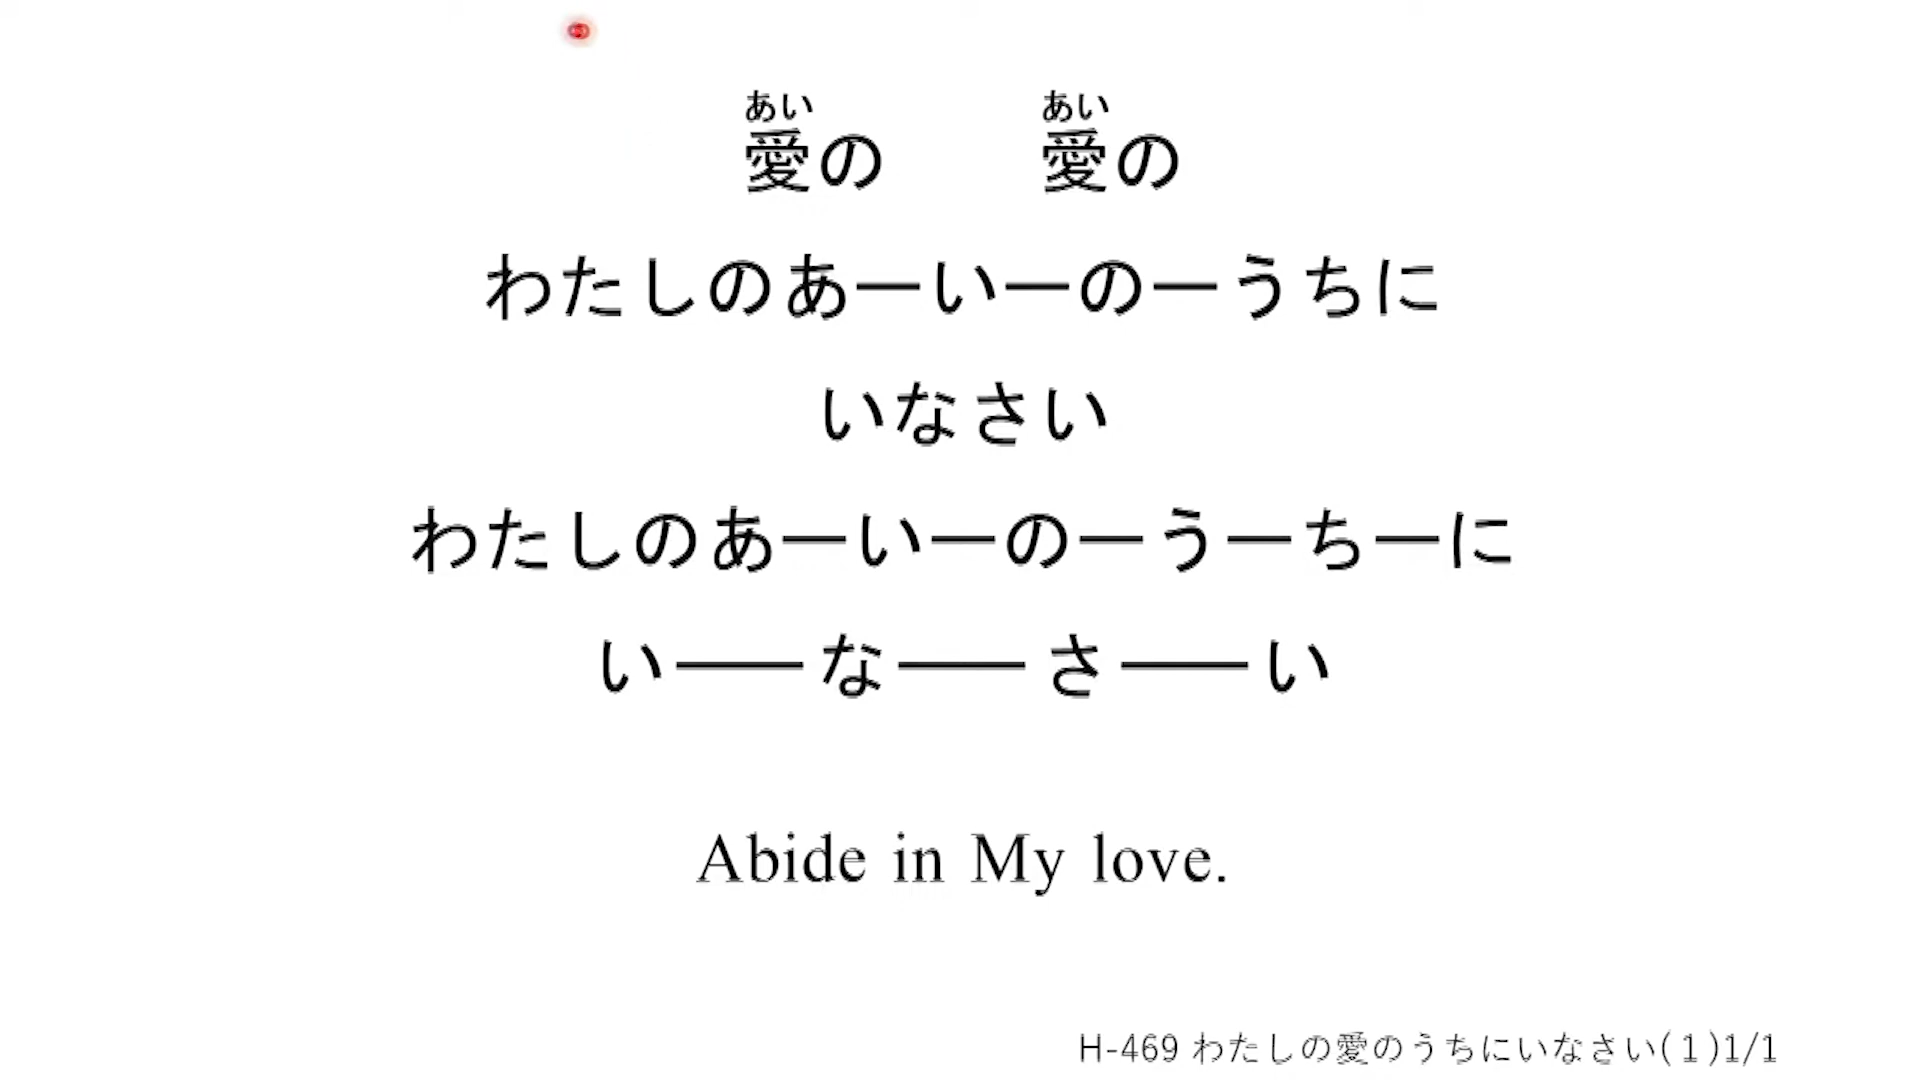 あい あい
愛の 愛の
わたしのあーいーのーうちに
いなさい
わたしのあーいーのーうーちーに
い――な――さ――い
Abide in My love.
H-469 わたしの愛のうちにいなさい(1)1/1